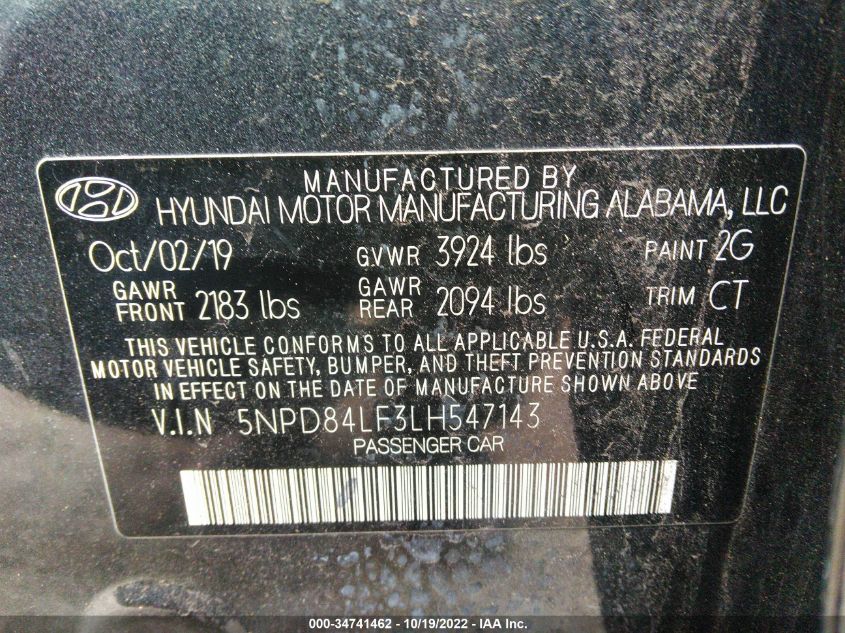 MANUFACTURED BY
HYUNDAI MOTOR MANUFACTURING ALABAMA, LLC
Oct/02/19 GVWR 3924 lbs PAINT 2G
GAWR FRONT 2183 lbs GAWR REAR 2094 lbs TRIM CT
THIS VEHICLE CONFORMS TO ALL APPLICABLE U.S.A. FEDERAL
MOTOR VEHICLE SAFETY, BUMPER, AND THEFT PREVENTION STANDARDS
IN EFFECT ON THE DATE OF MANUFACTURE SHOWN ABOVE
V.I.N 5NPD84LF3LH547143
PASSENGER CAR
000-34741462 - 10/19/2022 - IAA Inc.